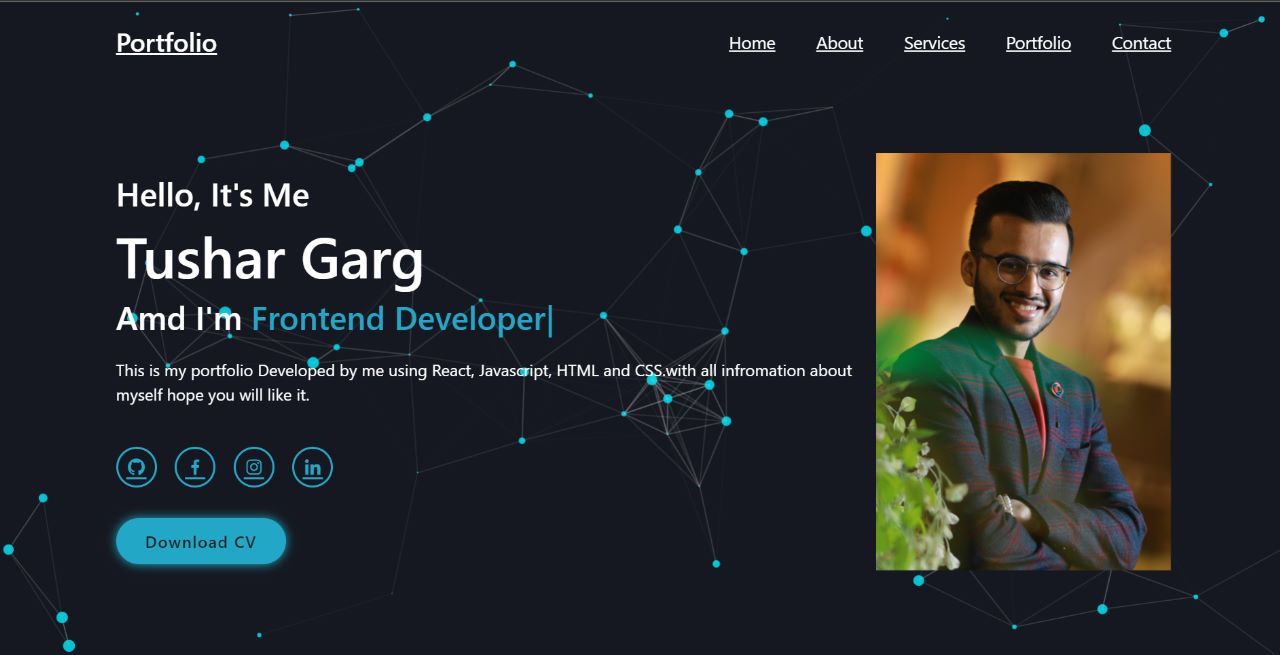 Portfolio
Home About Services Portfolio Contact
Hello, It's Me
Tushar Garg
Amd I'm Frontend Developer|
This is my portfolio Developed by me using React, Javascript, HTML and CSS.with all infromation about
myself hope you will like it.
Download CV